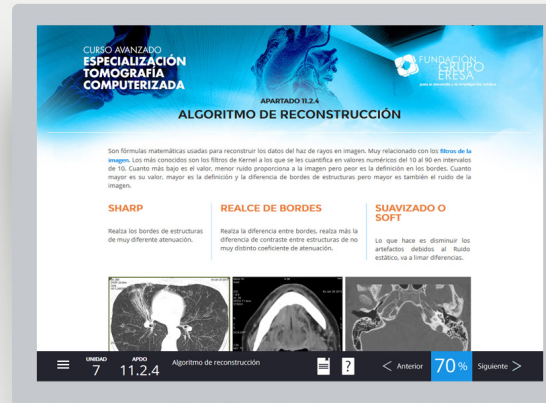 CURSO AVANZADO
ESPECIALIZACIÓN
TOMOGRAFÍA
COMPUTERIZADA
FUNDACIÓN
GRUPO
ERESA
APARTADO 11.2.4
ALGORITMO DE RECONSTRUCCIÓN
Son fórmulas matemáticas usadas para reconstruir los datos del haz de rayos en imagen. Muy relacionado con los filtros de la
imagen. Los más conocidos son los filtros de Kernel a los que se les cuantifica en valores numéricos del 10 al 90 en intervalos
de 10. Cuanto más bajo es el valor, menor ruido proporciona a la imagen pero peor es la definición en los bordes. Cuanto
mayor es su valor, mayor es la definición y la diferencia de bordes de estructuras pero mayor es también el ruido de la
imagen.
SHARP
Realza los bordes de estructuras
de muy diferente atenuación.
REALCE DE BORDES
Realza la diferencia entre bordes, realza más la
diferencia de contraste entre estructuras de no
muy distinto coeficiente de atenuación.
SUAVIZADO O
SOFT
Lo que hace es disminuir los
artefactos debidos al Ruido
estático, va a limar diferencias.
UNIDAD
7
APDO
11.2.4
Algoritmo de reconstrucción
?
< Anterior
70%
Siguiente >